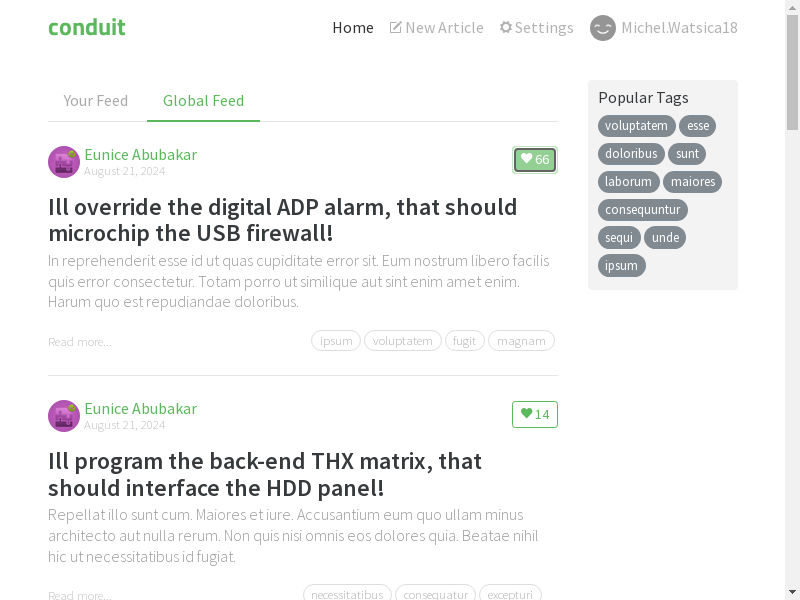 conduit
Home New Article Settings Michel.Watsica18
Your Feed Global Feed
Eunice Abubakar
August 21, 2024
66
Ill override the digital ADP alarm, that should
microchip the USB firewall!
In reprehenderit esse id ut quas cupiditate error sit. Eum nostrum libero facilis
quis error consectetur. Totam porro ut similique aut sint enim amet enim.
Harum quo est repudiandae doloribus.
Read more...
ipsum voluptatem fugit magnam
Eunice Abubakar
August 21, 2024
14
Ill program the back-end THX matrix, that
should interface the HDD panel!
Repellat illo sunt cum. Maiores et iure. Accusantium eum quo ullam minus
architecto aut nulla rerum. Non quis nisi omnis eos dolores quia. Beatae nihil
hic ut necessitatibus id fugiat.
Read more...
necessitatibus consequatur excepturi
Popular Tags
voluptatem esse
doloribus sunt
laborum maiores
consequuntur
sequi unde
ipsum